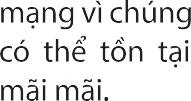 mạng vì chúng
có thể tồn tại
mãi mãi.